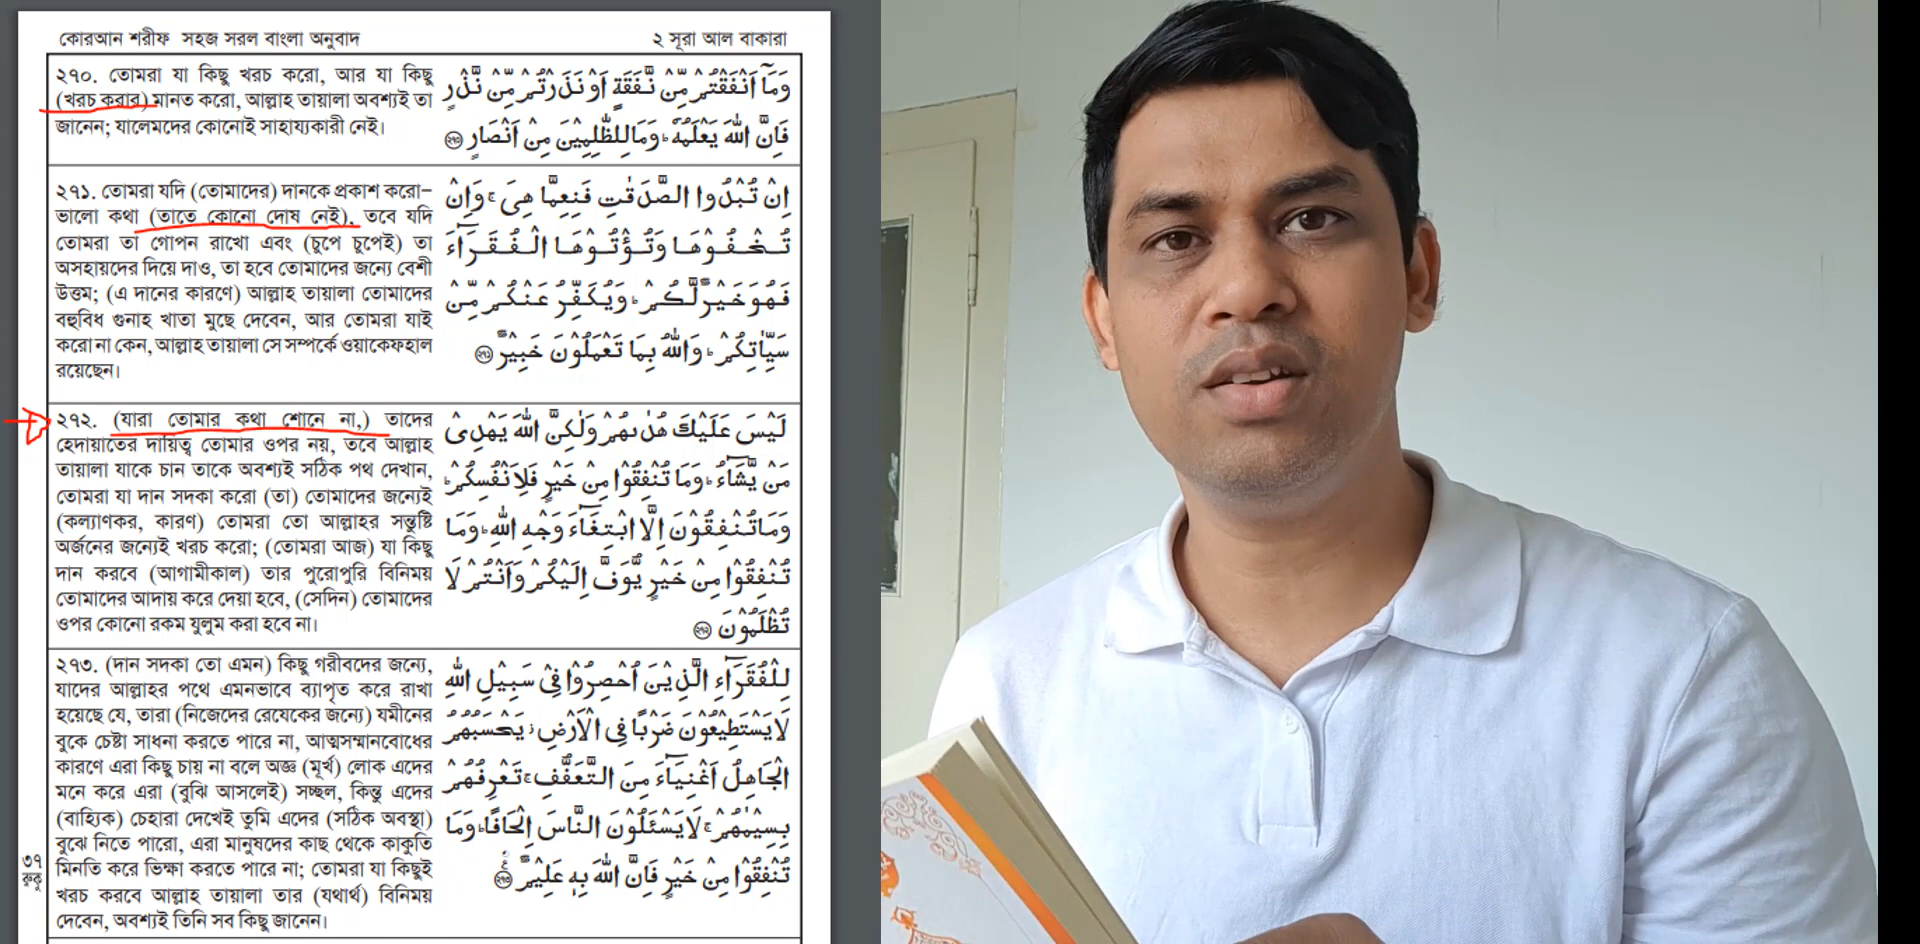 কোরআন শরীফ সহজ সরল বাংলা অনুবাদ
২ সূরা আল বাকারা
২৭০. তোমরা যা কিছু খরচ করো, আর যা কিছু
(খরচ করার) মানত করো, আল্লাহ তায়ালা অবশ্যই তা
জানেন; যালেমদের কোনোই সাহায্যকারী নেই।
وَمَآ اَنْفَقْتُمْ مِّنْ نَّفَقَةٍ اَوْ نَذَرْتُمْ مِّنْ نَّذْرٍ
فَاِنَّ اللّٰهَ يَعْلَمُهٗ ؕ وَمَا لِلظّٰلِمِيْنَ مِنْ اَنْصَارٍ ﴿২৭০﴾
২৭১. তোমরা যদি (তোমাদের) দানকে প্রকাশ করো–
ভালো কথা (তাতে কোনো দোষ নেই), তবে যদি
তোমরা তা গোপন রাখো এবং (চুপে চুপেই) তা
অসহায়দের দিয়ে দাও, তা হবে তোমাদের জন্যে বেশী
উত্তম; (এ দানের কারণে) আল্লাহ তায়ালা তোমাদের
বহুবিধ গুনাহ খাতা মুছে দেবেন, আর তোমরা যাই
করো না কেন, আল্লাহ তায়ালা সে সম্পর্কে ওয়াকেফহাল
রয়েছেন।
اِنْ تُبْدُوا الصَّدَقٰتِ فَنِعِمَّا هِىَ ۚ وَاِنْ
تُخْفُوْهَا وَتُؤْتُوْهَا الْفُقَرَآءَ
فَهُوَ خَيْرٌ لَّكُمْ ؕ وَيُكَفِّرُ عَنْكُمْ مِّنْ
سَيِّاٰتِكُمْ ؕ وَاللّٰهُ بِمَا تَعْمَلُوْنَ خَبِيْرٌ ﴿২৭১﴾
২৭২. (যারা তোমার কথা শোনে না,) তাদের
হেদায়াতের দায়িত্ব তোমার ওপর নয়, তবে আল্লাহ
তায়ালা যাকে চান তাকে অবশ্যই সঠিক পথ দেখান,
তোমরা যা দান সদকা করো (তা) তোমাদের জন্যেই
(কল্যাণকর, কারণ) তোমরা তো আল্লাহর সন্তুষ্টি
অর্জনের জন্যেই খরচ করো; (তোমরা আজ) যা কিছু
দান করবে (আগামীকাল) তার পুরোপুরি বিনিময়
তোমাদের আদায় করে দেয়া হবে, (সেদিন) তোমাদের
ওপর কোনো রকম যুলুম করা হবে না।
لَيْسَ عَلَيْكَ هُدٰىهُمْ وَلٰكِنَّ اللّٰهَ يَهْدِىْ
مَنْ يَّشَآءُ ؕ وَمَا تُنْفِقُوْا مِنْ خَيْرٍ فَلِاَنْفُسِكُمْ ؕ
وَمَا تُنْفِقُوْنَ اِلَّا ابْتِغَآءَ وَجْهِ اللّٰهِ ؕ وَمَا
تُنْفِقُوْا مِنْ خَيْرٍ يُّوَفَّ اِلَيْكُمْ وَاَنْتُمْ لَا
تُظْلَمُوْنَ ﴿২৭২﴾
২৭৩. (দান সদকা তো এমন) কিছু গরীবদের জন্যে,
যাদের আল্লাহর পথে এমনভাবে ব্যাপৃত করে রাখা
হয়েছে যে, তারা (নিজেদের রেযেকের জন্যে) যমীনের
বুকে চেষ্টা সাধনা করতে পারে না, আত্মসম্মানবোধের
কারণে এরা কিছু চায় না বলে অজ্ঞ (মূর্খ) লোক এদের
মনে করে এরা (বুঝি আসলেই) সচ্ছল, কিন্তু এদের
(বাহ্যিক) চেহারা দেখেই তুমি এদের (সঠিক অবস্থা)
বুঝে নিতে পারো, এরা মানুষদের কাছ থেকে কাকুতি
মিনতি করে ভিক্ষা করতে পারে না; তোমরা যা কিছুই
খরচ করবে আল্লাহ তায়ালা তার (যথার্থ) বিনিময়
দেবেন, অবশ্যই তিনি সব কিছু জানেন।
لِلْفُقَرَآءِ الَّذِيْنَ اُحْصِرُوْا فِىْ سَبِيْلِ اللّٰهِ
لَا يَسْتَطِيْعُوْنَ ضَرْبًا فِى الْاَرْضِ ؗ يَحْسَبُهُمُ
الْجَاهِلُ اَغْنِيَآءَ مِنَ التَّعَفُّفِ ۚ تَعْرِفُهُمْ
بِسِيْمٰهُمْ ۚ لَا يَسْئَلُوْنَ النَّاسَ اِلْحَافًا ؕ وَمَا
تُنْفِقُوْا مِنْ خَيْرٍ فَاِنَّ اللّٰهَ بِهٖ عَلِيْمٌ ﴿২৭৩﴾
৩৭
রুকু